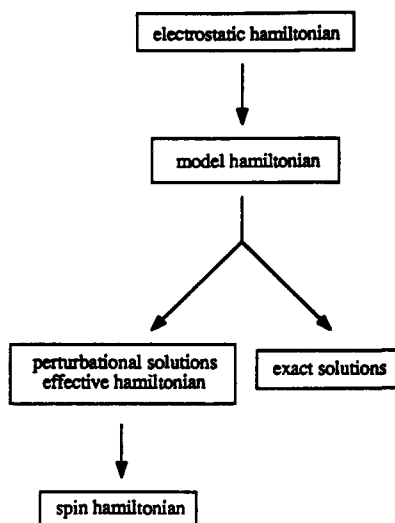 electrostatic hamiltonian
model hamiltonian
perturbational solutions
effective hamiltonian
exact solutions
spin hamiltonian